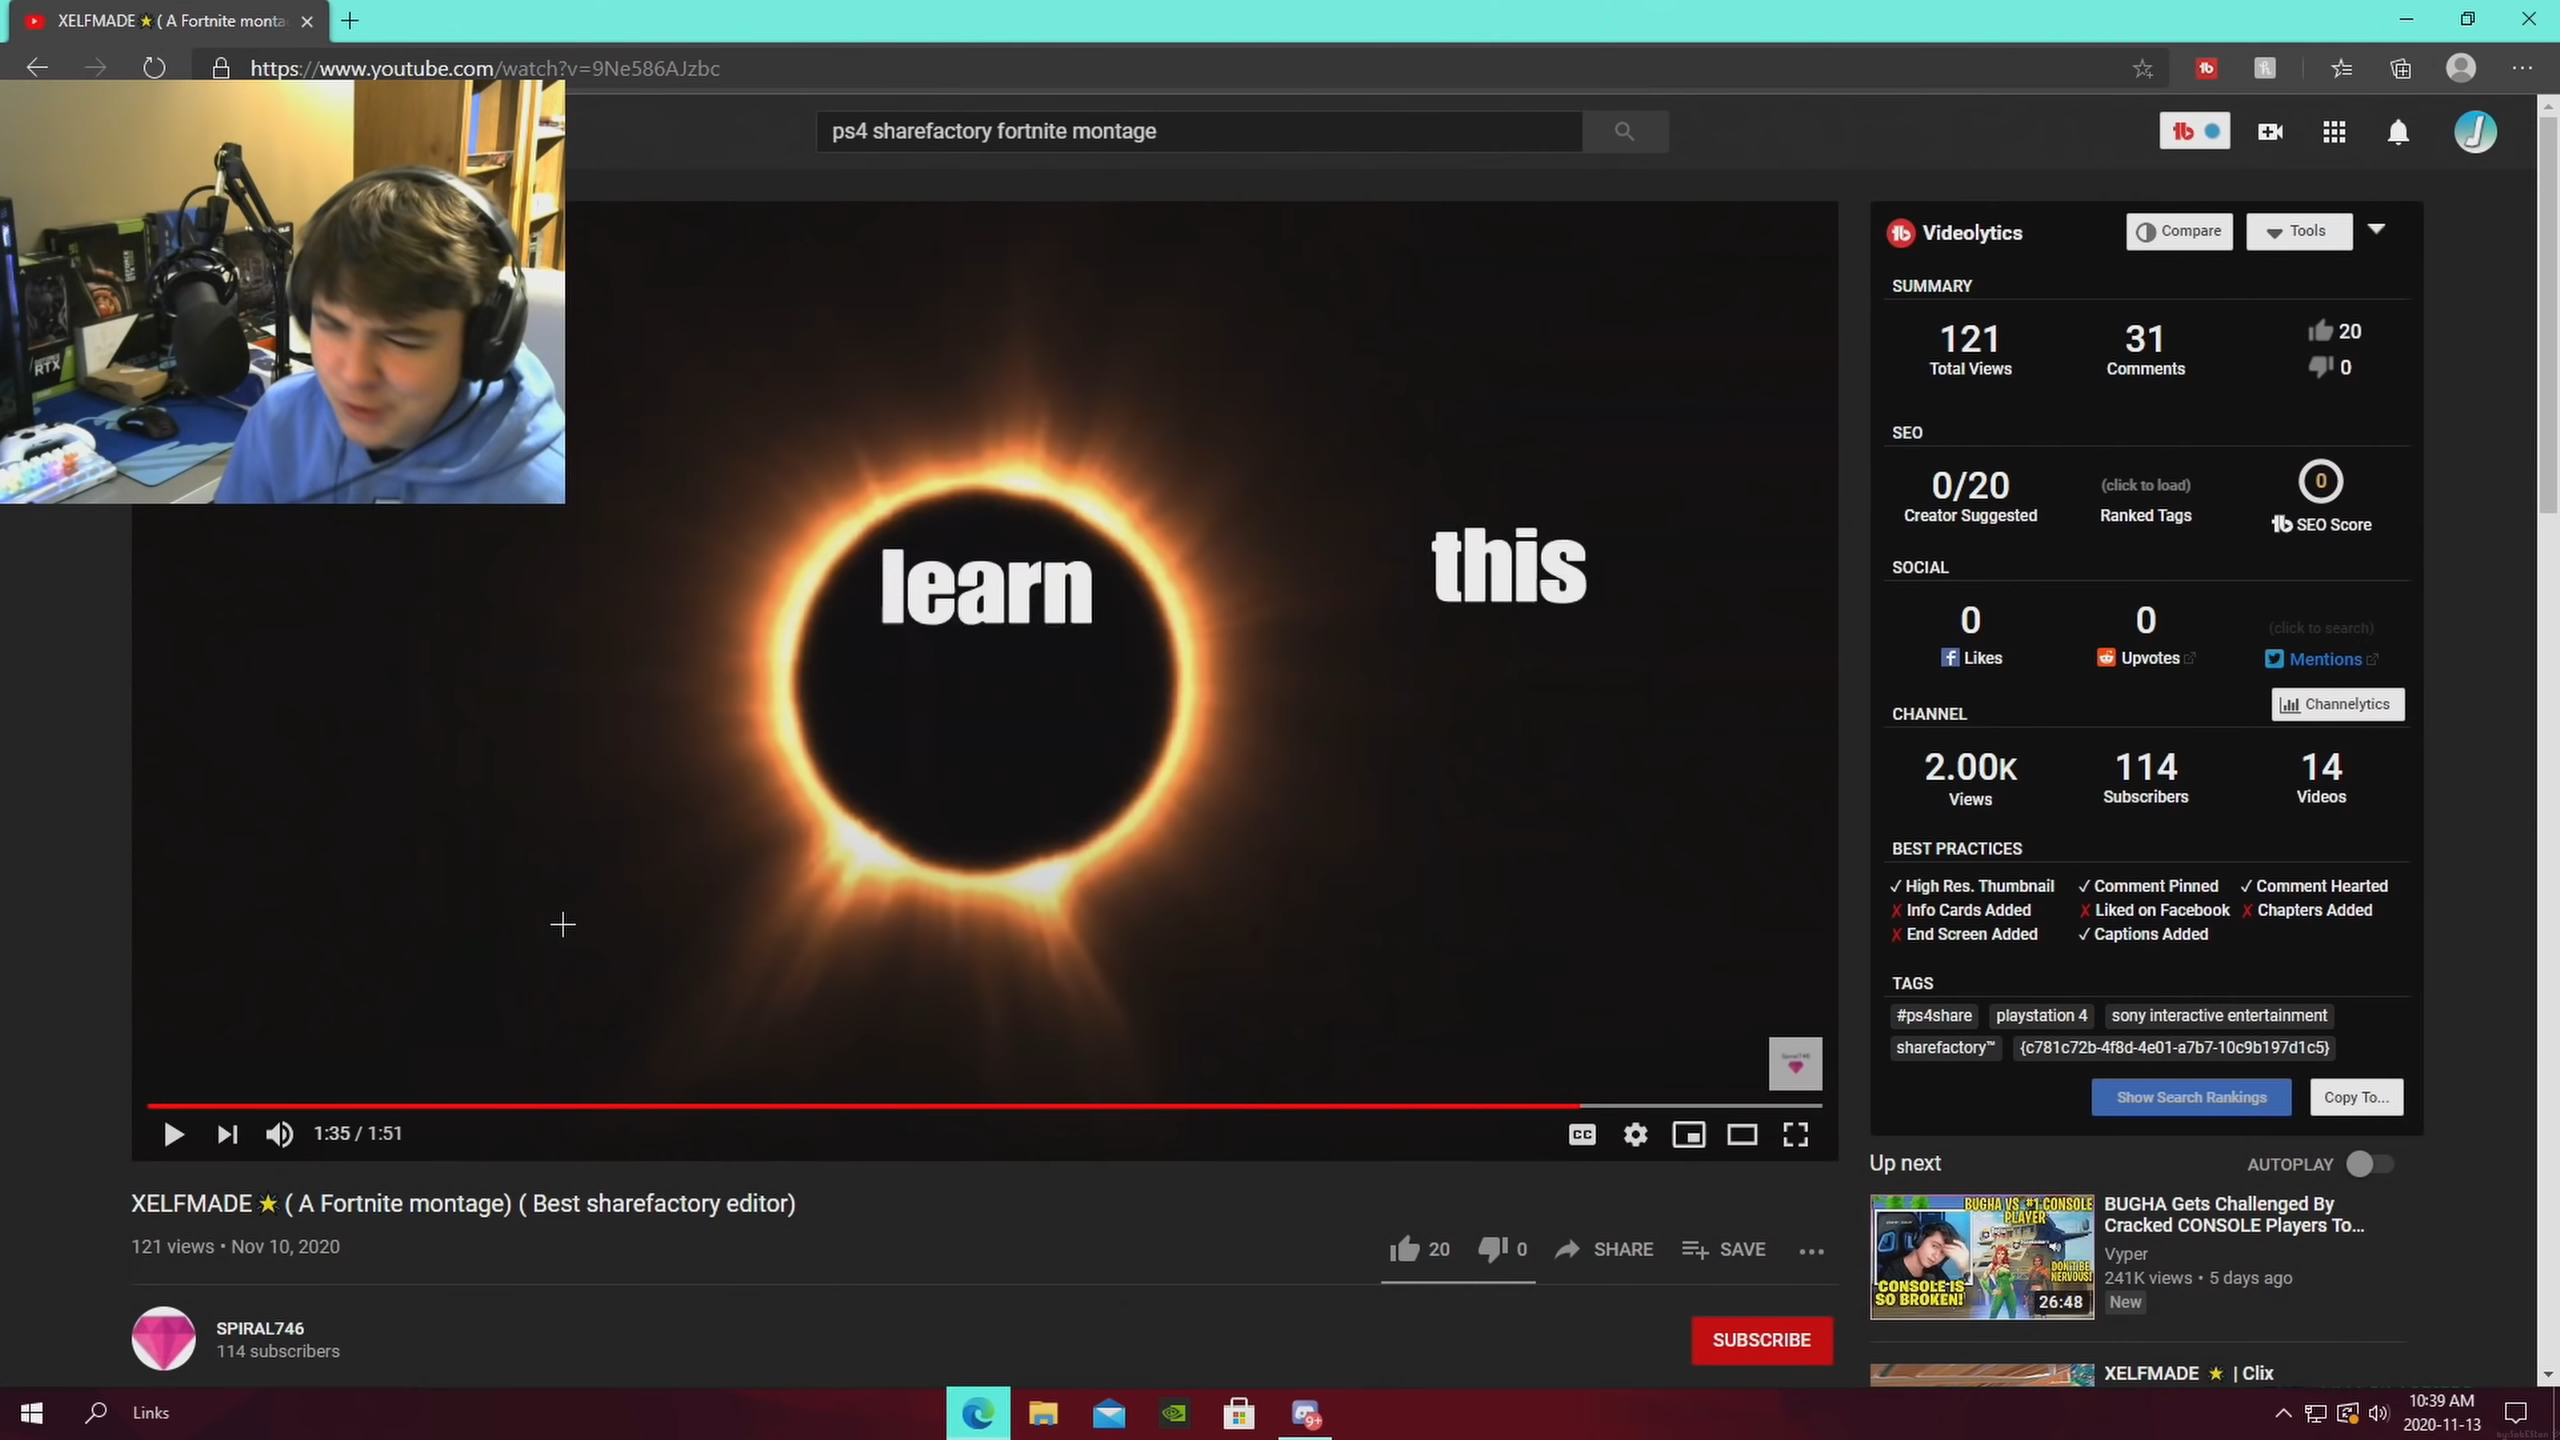 XELFMADE⭐( A Fortnite monta
https://www.youtube.com/watch?v=9Ne586AJzbc
ps4 sharefactory fortnite montage
RTX
learn
this
1:35 / 1:51
XELFMADE⭐( A Fortnite montage) ( Best sharefactory editor)
121 views • Nov 10, 2020
20
0
SHARE
SAVE
SPIRAL746
114 subscribers
SUBSCRIBE
Videolytics
Compare
Tools
SUMMARY
121
Total Views
31
Comments
20
0
SEO
0/20
Creator Suggested
(click to load)
Ranked Tags
0
SEO Score
SOCIAL
0
Likes
0
Upvotes
(click to search)
Mentions
CHANNEL
Channelytics
2.00K
Views
114
Subscribers
14
Videos
BEST PRACTICES
✓ High Res. Thumbnail ✓ Comment Pinned ✓ Comment Hearted
✗ Info Cards Added ✗ Liked on Facebook ✗ Chapters Added
✗ End Screen Added ✓ Captions Added
TAGS
#ps4share playstation 4 sony interactive entertainment
sharefactory™ {c781c72b-4f8d-4e01-a7b7-10c9b197d1c5}
Show Search Rankings
Copy To...
Up next
AUTOPLAY
BUGHA VS #1 CONSOLE
PLAYER
DON'T BE
NERVOUS!
CONSOLE IS
SO BROKEN!
26:48
BUGHA Gets Challenged By
Cracked CONSOLE Players To...
Vyper
241K views • 5 days ago
New
XELFMADE ⭐ | Clix
Links
9+
10:39 AM
2020-11-13